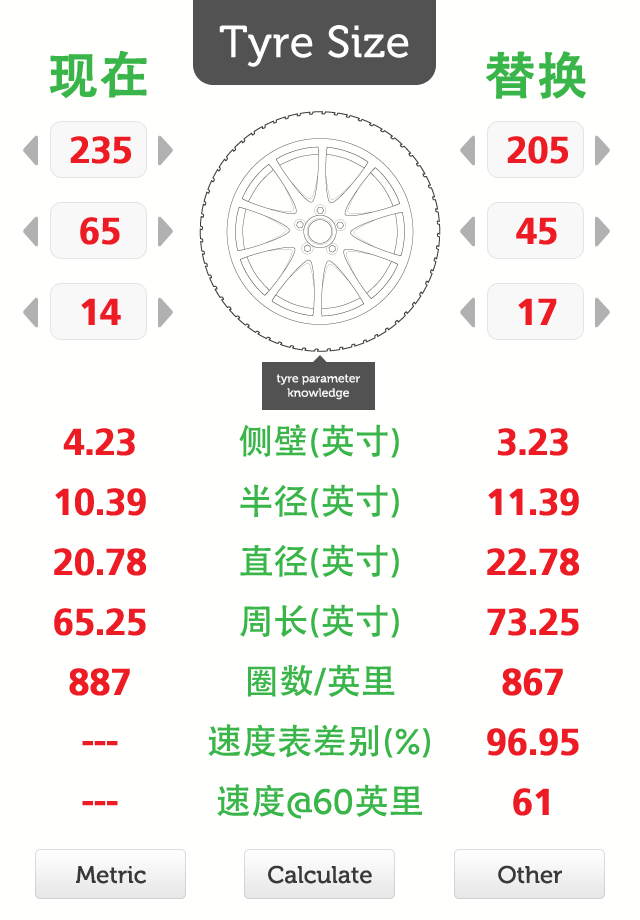 Tyre Size
现在
替换
235
205
65
45
14
17
tyre parameter
knowledge
4.23 侧壁(英寸) 3.23
10.39 半径(英寸) 11.39
20.78 直径(英寸) 22.78
65.25 周长(英寸) 73.25
887 圈数/英里 867
--- 速度表差别(%) 96.95
--- 速度@60英里 61
Metric Calculate Other